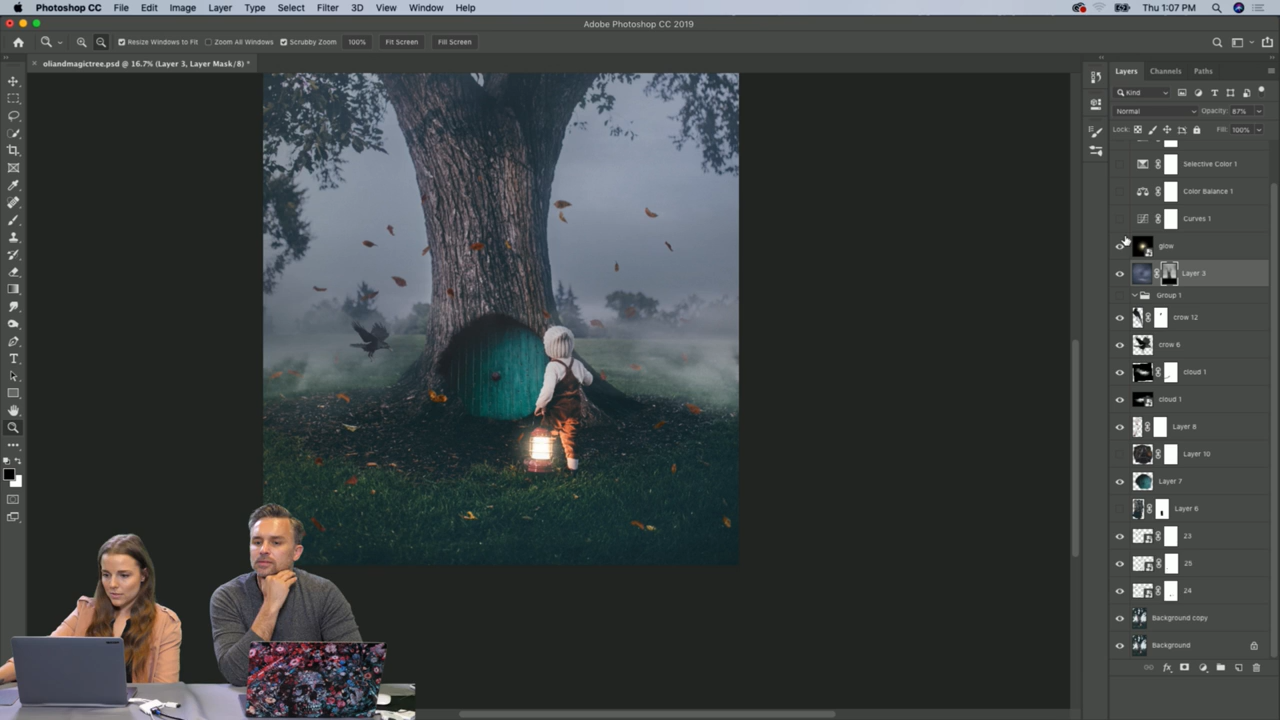 Photoshop CC File Edit Image Layer Type Select Filter 3D View Window Help Thu 1:07 PM
Adobe Photoshop CC 2019
Resize Windows to Fit Zoom All Windows Scrubby Zoom 100% Fit Screen Fill Screen
oliandmagictree.psd @ 16.7% (Layer 3, Layer Mask/8) *
Layers Channels Paths
Kind
Normal Opacity: 87%
Lock: Fill: 100%
Selective Color 1
Color Balance 1
Curves 1
glow
Layer 3
Group 1
crow 12
crow 6
cloud 1
cloud 1
Layer 8
Layer 10
Layer 7
Layer 6
23
25
24
Background copy
Background